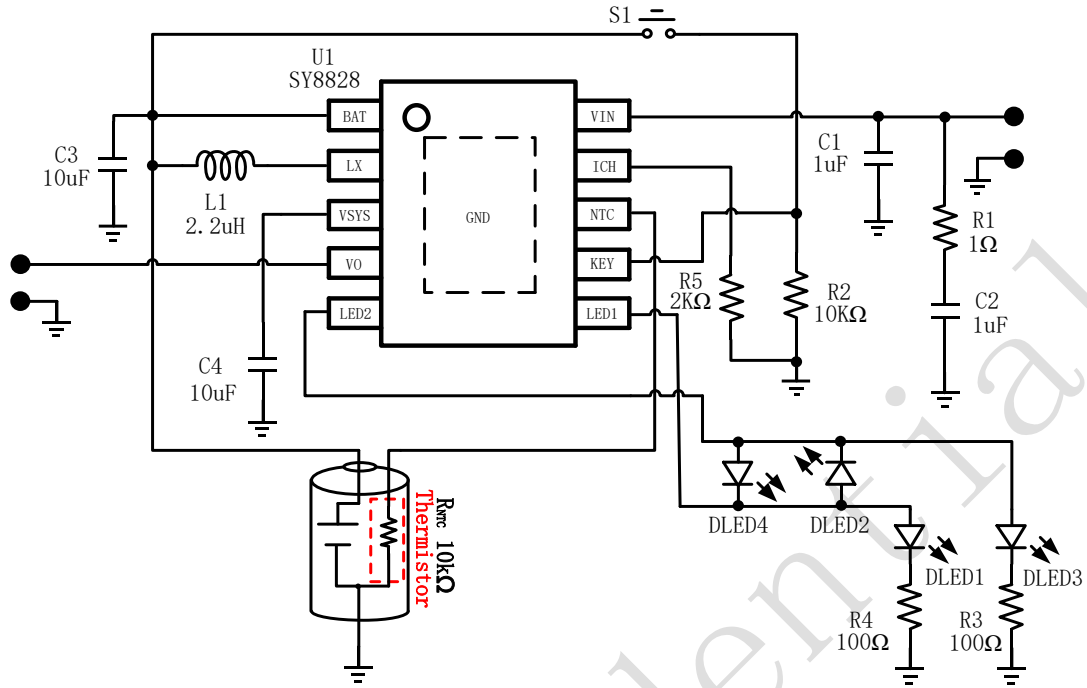 S1
U1
SY8828
BAT
VIN
C3
10uF
LX
ICH
C1
1uF
L1
2.2uH
VSYS
GND
NTC
R1
1Ω
VO
KEY
R5
2KΩ
R2
10KΩ
LED2
LED1
C2
1uF
C4
10uF
RNTC 10kΩ
Thermistor
DLED4
DLED2
DLED1
DLED3
R4
100Ω
R3
100Ω
dential